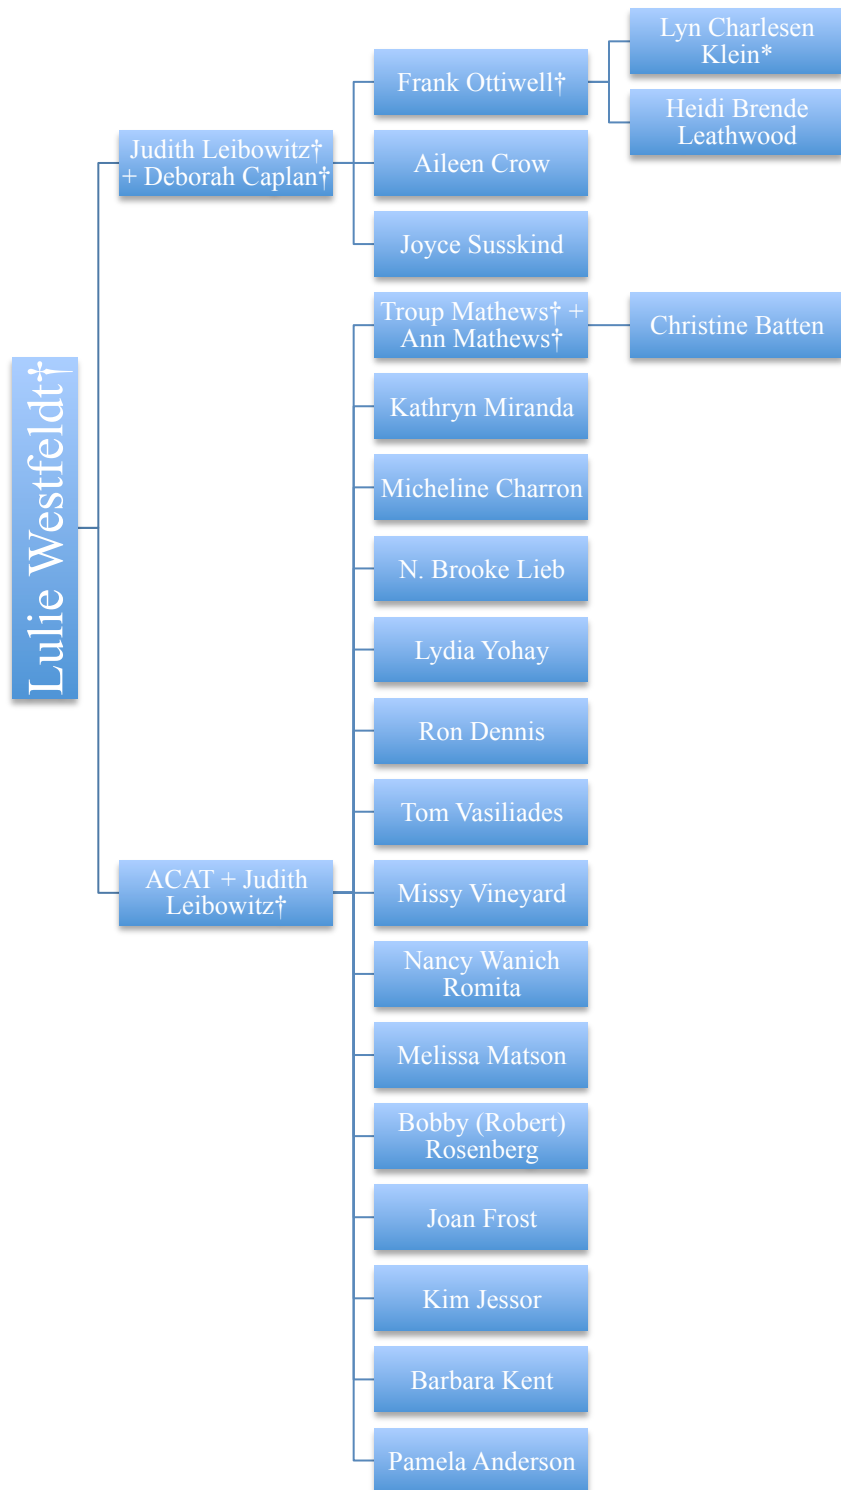 Lulie Westfeldt†
Judith Leibowitz†
+ Deborah Caplan†
Frank Ottiwell†
Lyn Charlesen
Klein*
Heidi Brende
Leathwood
Aileen Crow
Joyce Susskind
ACAT + Judith
Leibowitz†
Troup Mathews† +
Ann Mathews†
Christine Batten
Kathryn Miranda
Micheline Charron
N. Brooke Lieb
Lydia Yohay
Ron Dennis
Tom Vasiliades
Missy Vineyard
Nancy Wanich
Romita
Melissa Matson
Bobby (Robert)
Rosenberg
Joan Frost
Kim Jessor
Barbara Kent
Pamela Anderson